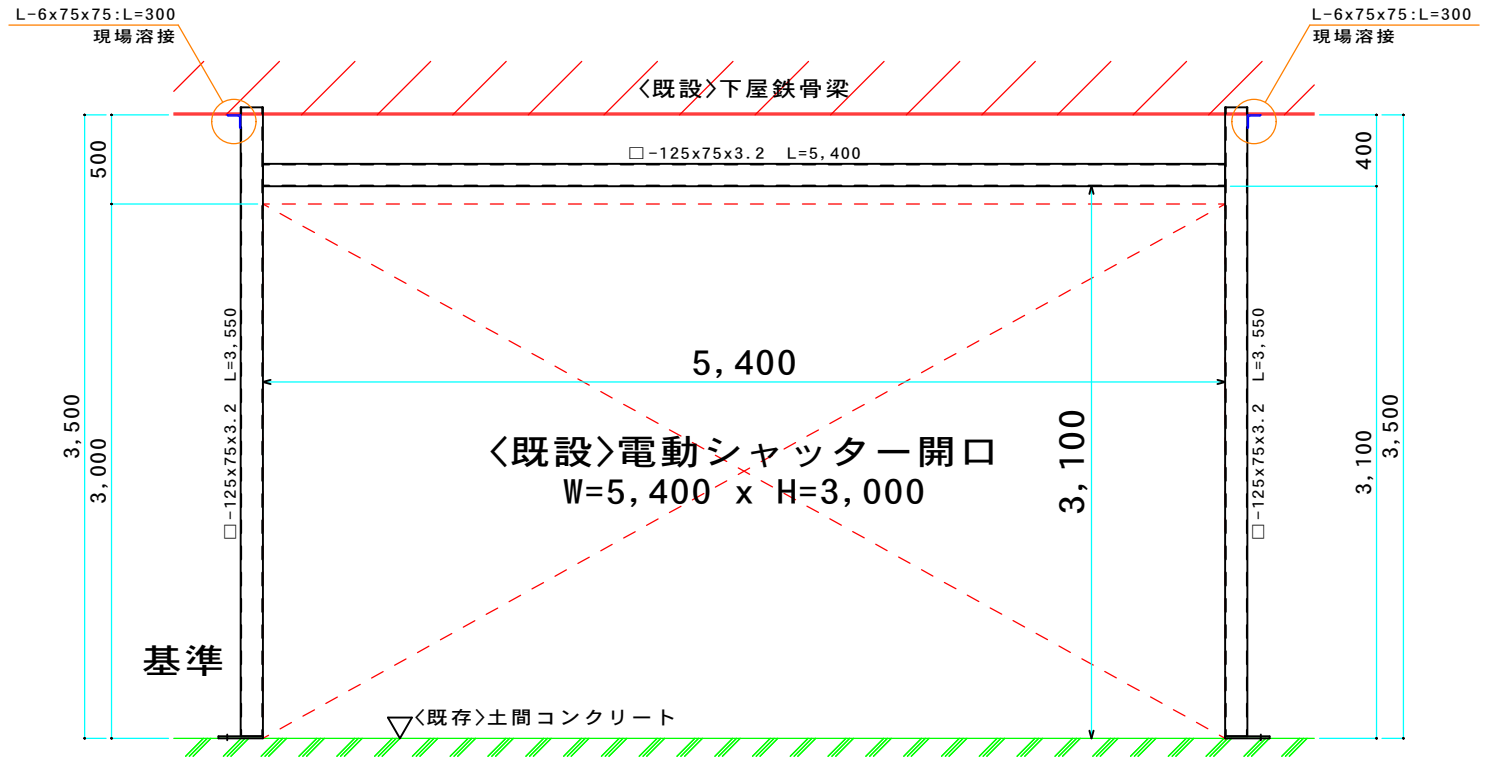 L-6x75x75:L=300
現場溶接
L-6x75x75:L=300
現場溶接
〈既設〉下屋鉄骨梁
500
400
□-125x75x3.2 L=5,400
□-125x75x3.2 L=3,550
□-125x75x3.2 L=3,550
5,400
3,500
3,000
〈既設〉電動シャッター開口
W=5,400 x H=3,000
3,100
3,100
3,500
基準
〈既存〉土間コンクリート